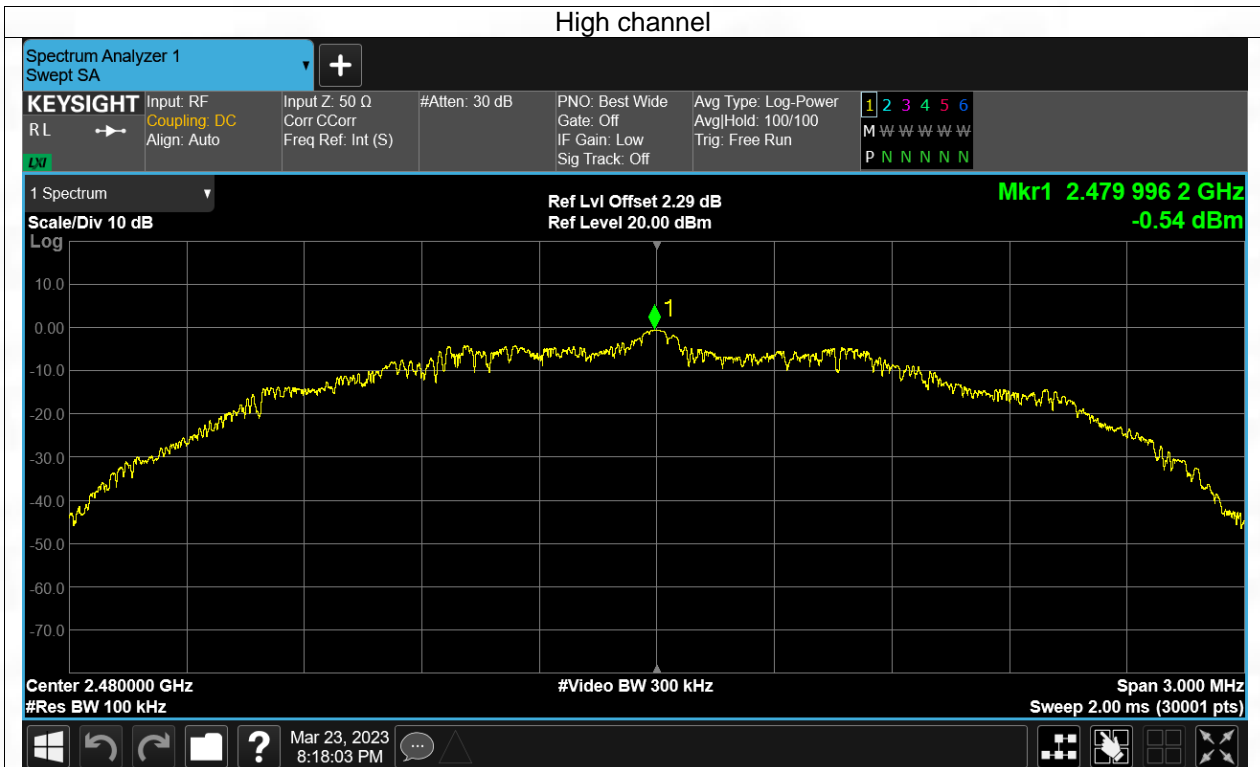 High channel
Spectrum Analyzer 1
Swept SA
KEYSIGHT
RL
LXI
Input: RF
Coupling: DC
Align: Auto
Input Z: 50 Ω
Corr CCorr
Freq Ref: Int (S)
#Atten: 30 dB
PNO: Best Wide
Gate: Off
IF Gain: Low
Sig Track: Off
Avg Type: Log-Power
Avg|Hold: 100/100
Trig: Free Run
1 2 3 4 5 6
M W W W W W
P N N N N N
1 Spectrum
Scale/Div 10 dB
Ref Lvl Offset 2.29 dB
Ref Level 20.00 dBm
Mkr1 2.479 996 2 GHz
-0.54 dBm
Log
10.0
0.00
-10.0
-20.0
-30.0
-40.0
-50.0
-60.0
-70.0
1
Center 2.480000 GHz
#Video BW 300 kHz
Span 3.000 MHz
#Res BW 100 kHz
Sweep 2.00 ms (30001 pts)
?
Mar 23, 2023
8:18:03 PM